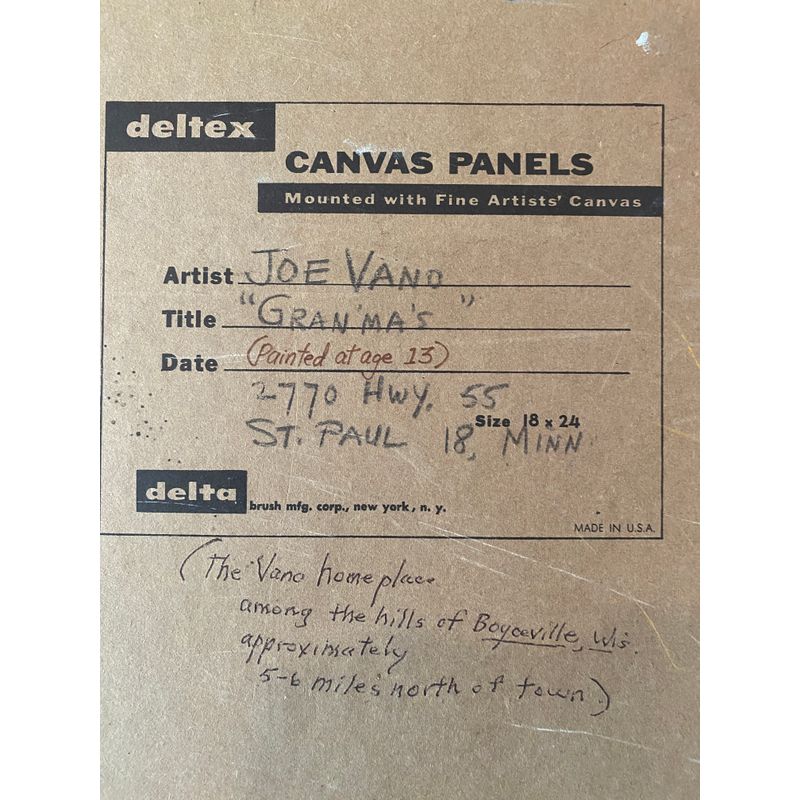 deltex
CANVAS PANELS
Mounted with Fine Artists' Canvas
Artist JOE VANO
Title "GRAN'MA'S"
Date (Painted at age 13)
2770 HWY. 55
Size 18 x 24
ST. PAUL 18, MINN
delta brush mfg. corp., new york, n. y.
MADE IN U.S.A.
(The Vano home place
among the hills of Boyceville, Wis.
approximately
5-6 miles north of town)